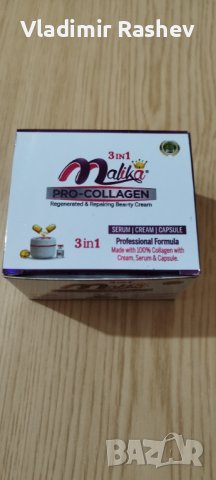 Vladimir Rashev
3 IN 1
Malika
PRO-COLLAGEN
Regenerated & Repairing Beauty Cream
SERUM | CREAM | CAPSULE
3 in 1
Professional Formula
Made with 100% Collagen with
Cream, Serum & Capsule.
BAZAR